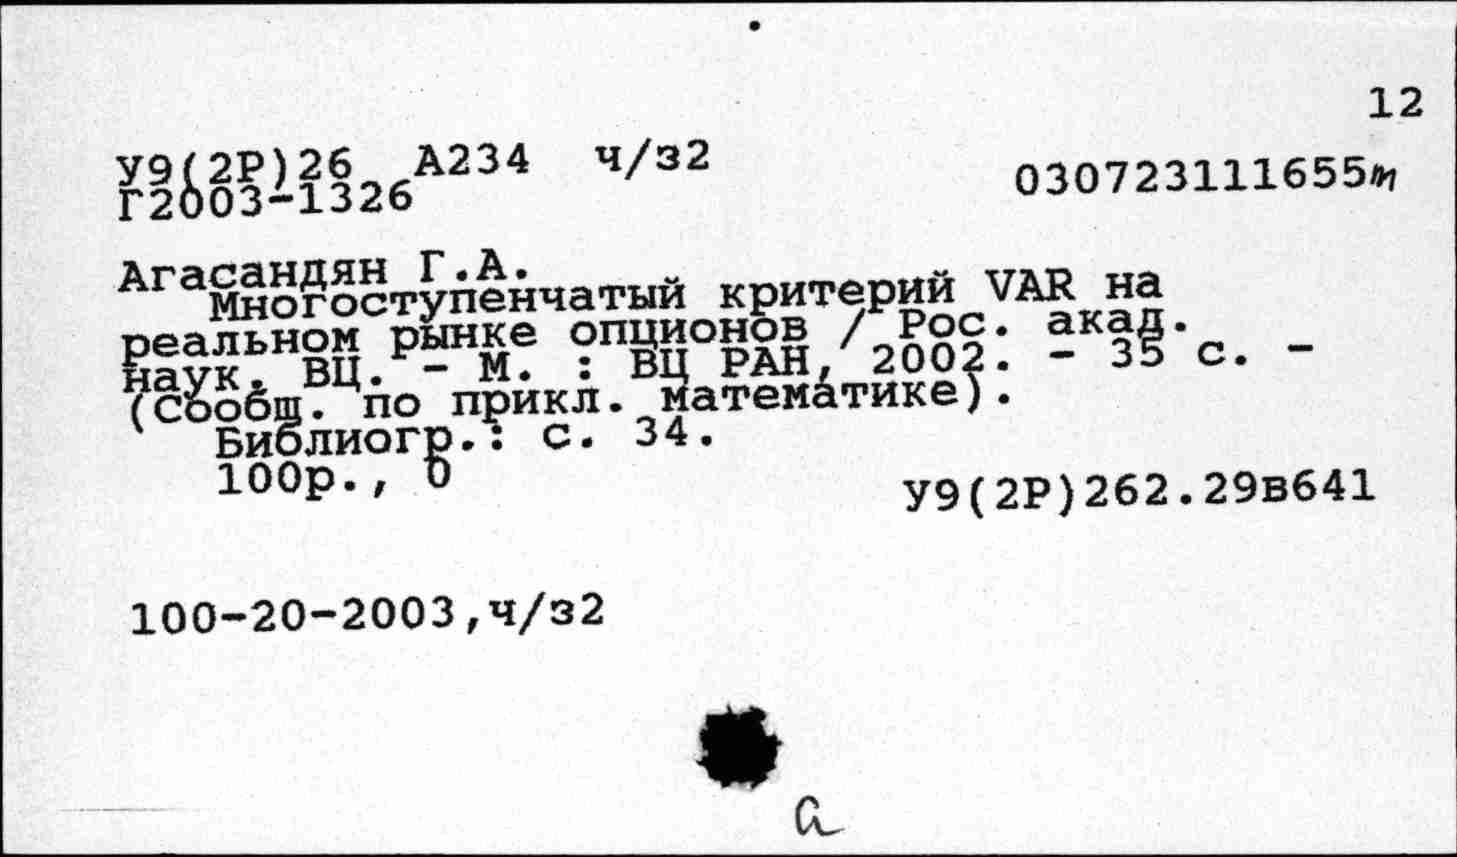 12
У9(2Р)26 А234 ч/з2
Г2003-1326
030723111655м
Агасандян Г.А.
Многоступенчатый критерий VAR на
реальном рынке опционов / Рос. акад.
наук. ВЦ. - М. : ВЦ РАН, 2002. - 35 с. -
(Сообщ. по прикл. математике).
Библиогр.: с. 34.
100р., 0
У9(2Р)262.29в641
100-20-2003,ч/з2
а